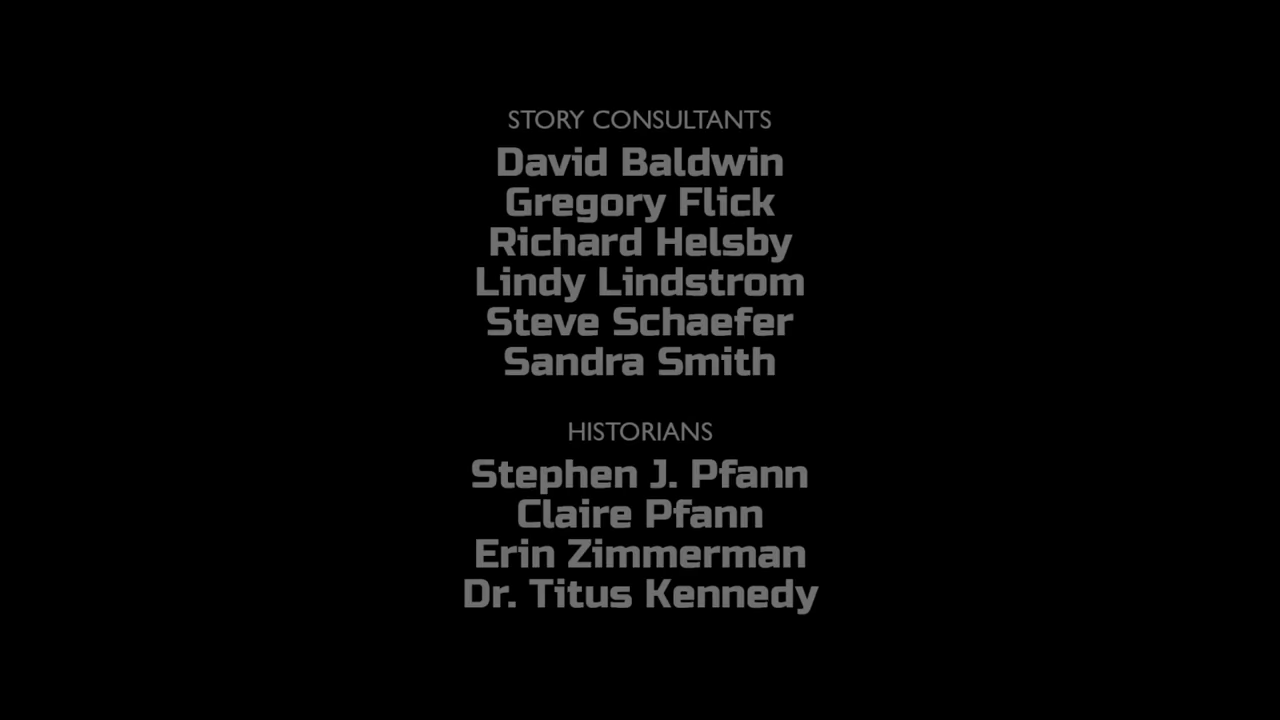 STORY CONSULTANTS
David Baldwin
Gregory Flick
Richard Helsby
Lindy Lindstrom
Steve Schaefer
Sandra Smith
HISTORIANS
Stephen J. Pfann
Claire Pfann
Erin Zimmerman
Dr. Titus Kennedy